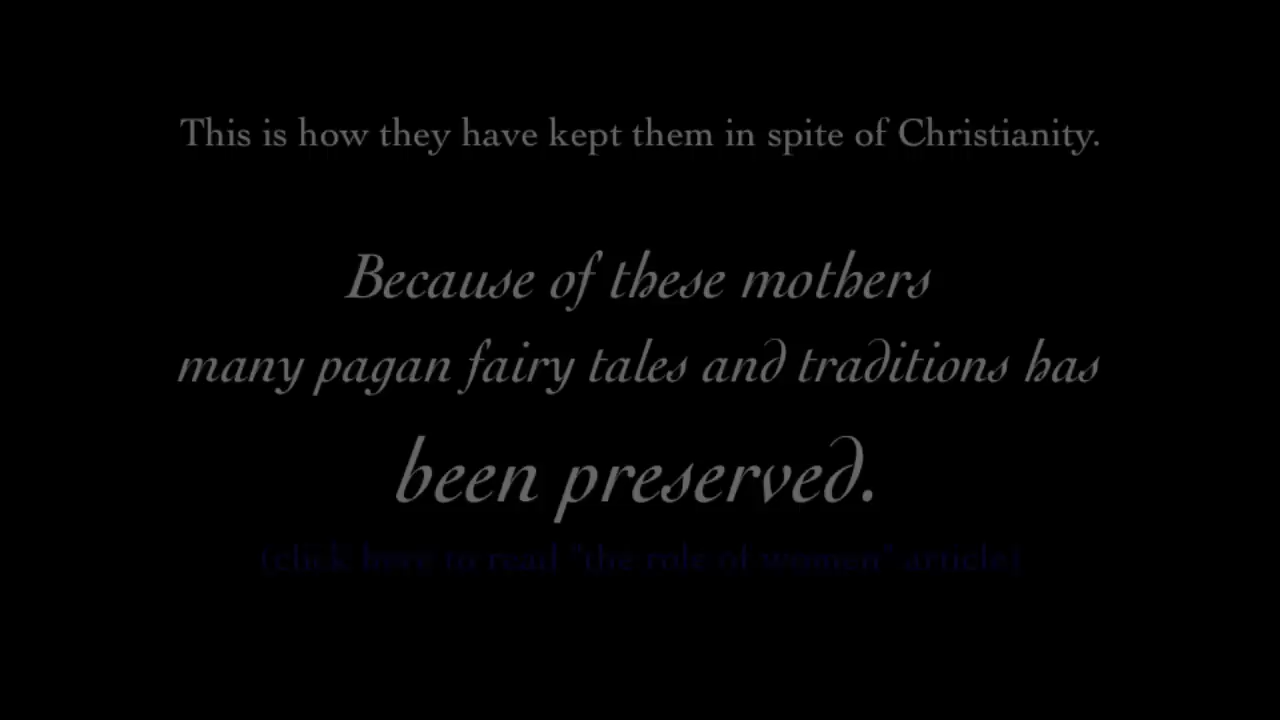 This is how they have kept them in spite of Christianity.
Because of these mothers
many pagan fairy tales and traditions has
been preserved.
(click here to read "the role of women" article)